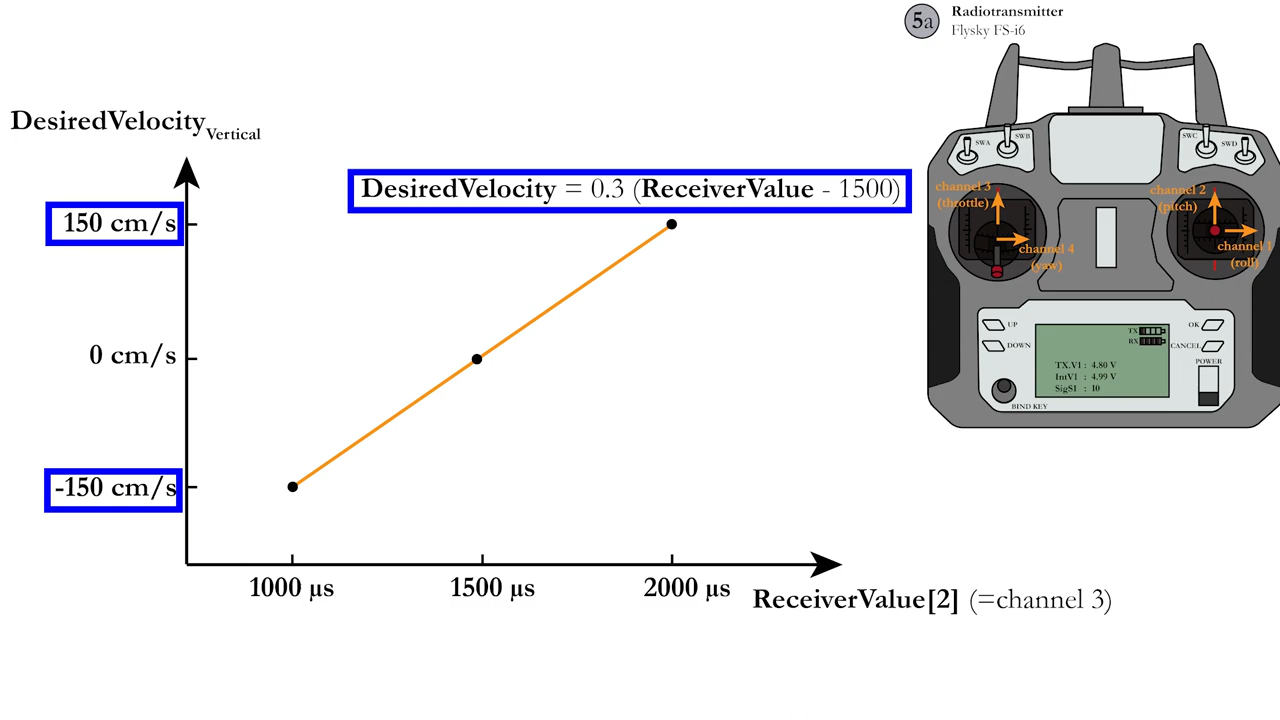 5a
Radiotransmitter
Flysky FS-i6
DesiredVelocity Vertical
DesiredVelocity = 0.3 (ReceiverValue - 1500)
150 cm/s
0 cm/s
-150 cm/s
1000 µs
1500 µs
2000 µs
ReceiverValue[2] (=channel 3)
SWA
SWB
SWC
SWD
channel 3
(throttle)
channel 4
(yaw)
channel 2
(pitch)
channel 1
(roll)
UP
DOWN
BIND KEY
TX
RX
TX.V1 : 4.80 V
IntV1 : 4.99 V
SigS1 : 10
OK
CANCEL
POWER